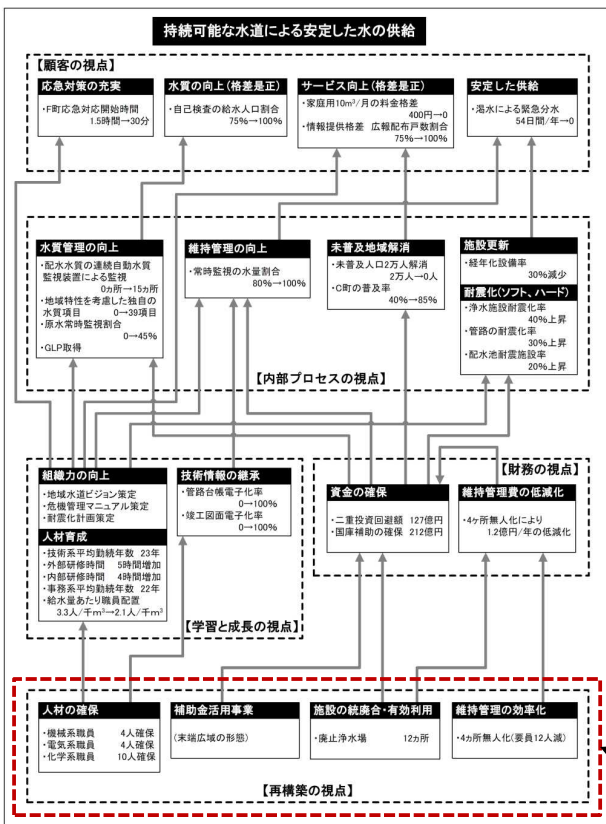 持続可能な水道による安定した水の供給
【顧客の視点】
応急対策の充実
・F町応急対応開始時間
1.5時間→30分
水質の向上(格差是正)
・自己検査の給水人口割合
75%→100%
サービス向上(格差是正)
・家庭用10m³/月の料金格差
400円→0
・情報提供格差 広報配布戸数割合
75%→100%
安定した供給
・渇水による緊急分水
54日間/年→0
水質管理の向上
・配水水質の連続自動水質
監視装置による監視
0カ所→15カ所
・地域特性を考慮した独自の
水質項目 0→39項目
・原水常時監視割合
0→45%
・GLP取得
維持管理の向上
・常時監視の水量割合
80%→100%
未普及地域解消
・未普及人口2万人解消
2万人→0人
・C町の普及率
40%→85%
施設更新
・経年化設備率
30%減少
耐震化(ソフト、ハード)
・浄水施設耐震化率
40%上昇
・管路の耐震化率
30%上昇
・配水池耐震施設率
20%上昇
【内部プロセスの視点】
組織力の向上
・地域水道ビジョン策定
・危機管理マニュアル策定
・耐震化計画策定
人材育成
・技術系平均勤続年数 23年
・外部研修時間 5時間増加
・内部研修時間 4時間増加
・事務系平均勤続年数 22年
・給水量あたり職員配置
3.3人/千m³→2.1人/千m³
技術情報の継承
・管路台帳電子化率
0→100%
・竣工図面電子化率
0→100%
【学習と成長の視点】
【財務の視点】
資金の確保
・二重投資回避額 127億円
・国庫補助の確保 212億円
維持管理費の低減化
・4ヶ所無人化により
1.2億円/年の低減化
人材の確保
・機械系職員 4人確保
・電気系職員 4人確保
・化学系職員 10人確保
補助金活用事業
(末端広域の形態)
施設の統廃合・有効利用
・廃止浄水場 12カ所
維持管理の効率化
・4カ所無人化(要員12人減)
【再構築の視点】